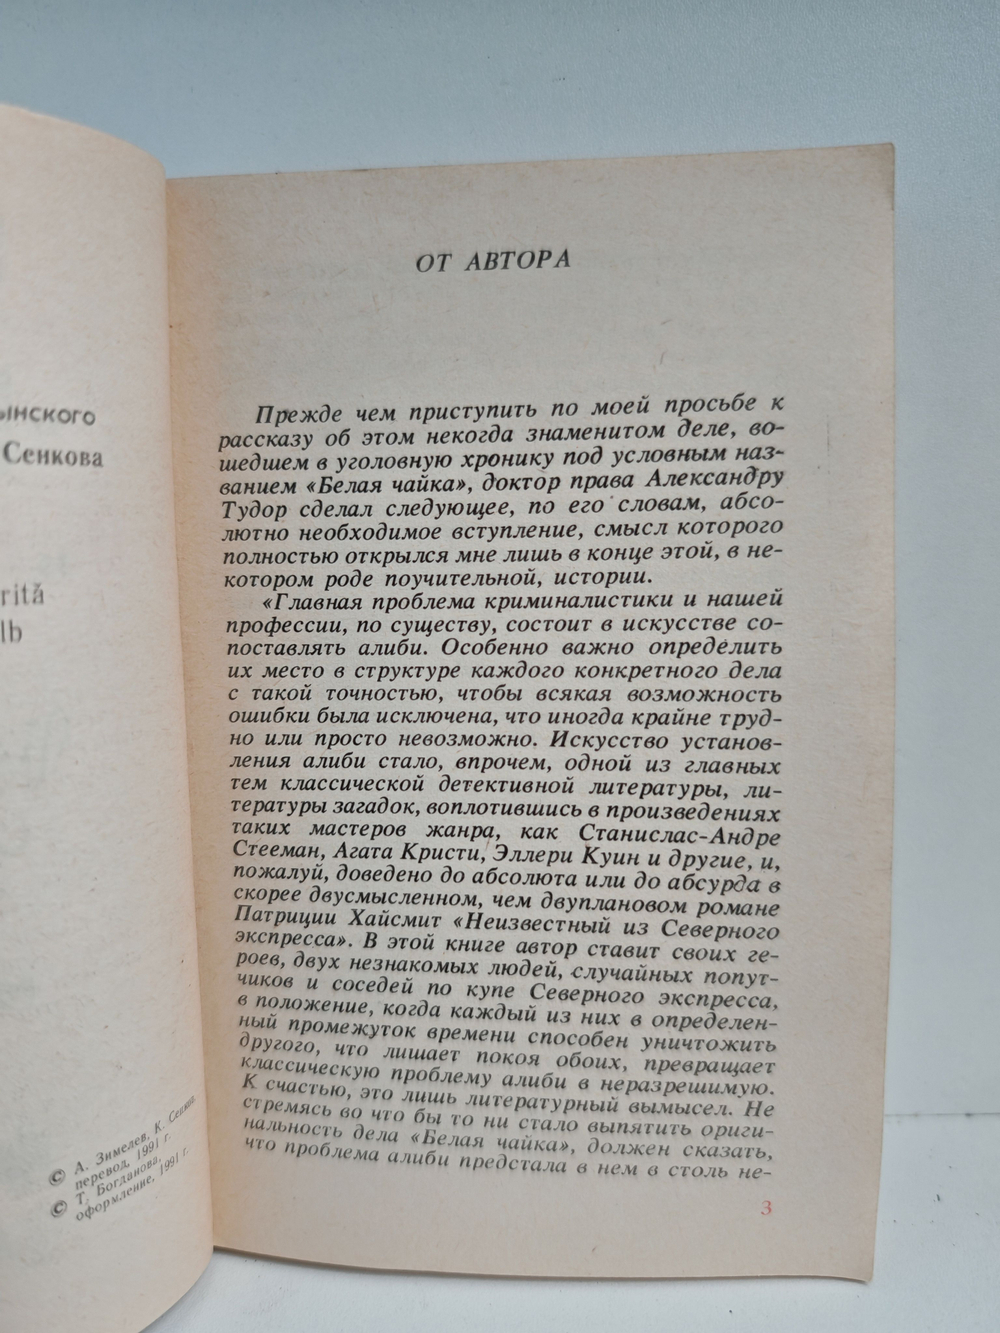 ынского
Сенкова
rită
lb
© А. Зимелев, К. Сенков,
перевод, 1991 г.
© Т. Богданова,
оформление, 1991 г.
ОТ АВТОРА
Прежде чем приступить по моей просьбе к
рассказу об этом некогда знаменитом деле, во-
шедшем в уголовную хронику под условным наз-
ванием «Белая чайка», доктор права Александру
Тудор сделал следующее, по его словам, абсо-
лютно необходимое вступление, смысл которого
полностью открылся мне лишь в конце этой, в не-
котором роде поучительной, истории.
«Главная проблема криминалистики и нашей
профессии, по существу, состоит в искусстве со-
поставлять алиби. Особенно важно определить
их место в структуре каждого конкретного дела
с такой точностью, чтобы всякая возможность
ошибки была исключена, что иногда крайне труд-
но или просто невозможно. Искусство установ-
ления алиби стало, впрочем, одной из главных
тем классической детективной литературы, ли-
тературы загадок, воплотившись в произведениях
таких мастеров жанра, как Станислас-Андре
Стееман, Агата Кристи, Эллери Куин и другие, и,
пожалуй, доведено до абсолюта или до абсурда в
скорее двусмысленном, чем двуплановом романе
Патриции Хайсмит «Неизвестный из Северного
экспресса». В этой книге автор ставит своих ге-
роев, двух незнакомых людей, случайных попут-
чиков и соседей по купе Северного экспресса,
в положение, когда каждый из них в определен-
ный промежуток времени способен уничтожить
другого, что лишает покоя обоих, превращает
классическую проблему алиби в неразрешимую.
К счастью, это лишь литературный вымысел. Не
стремясь во что бы то ни стало выпятить ориги-
нальность дела «Белая чайка», должен сказать,
что проблема алиби предстала в нем в столь не-
3